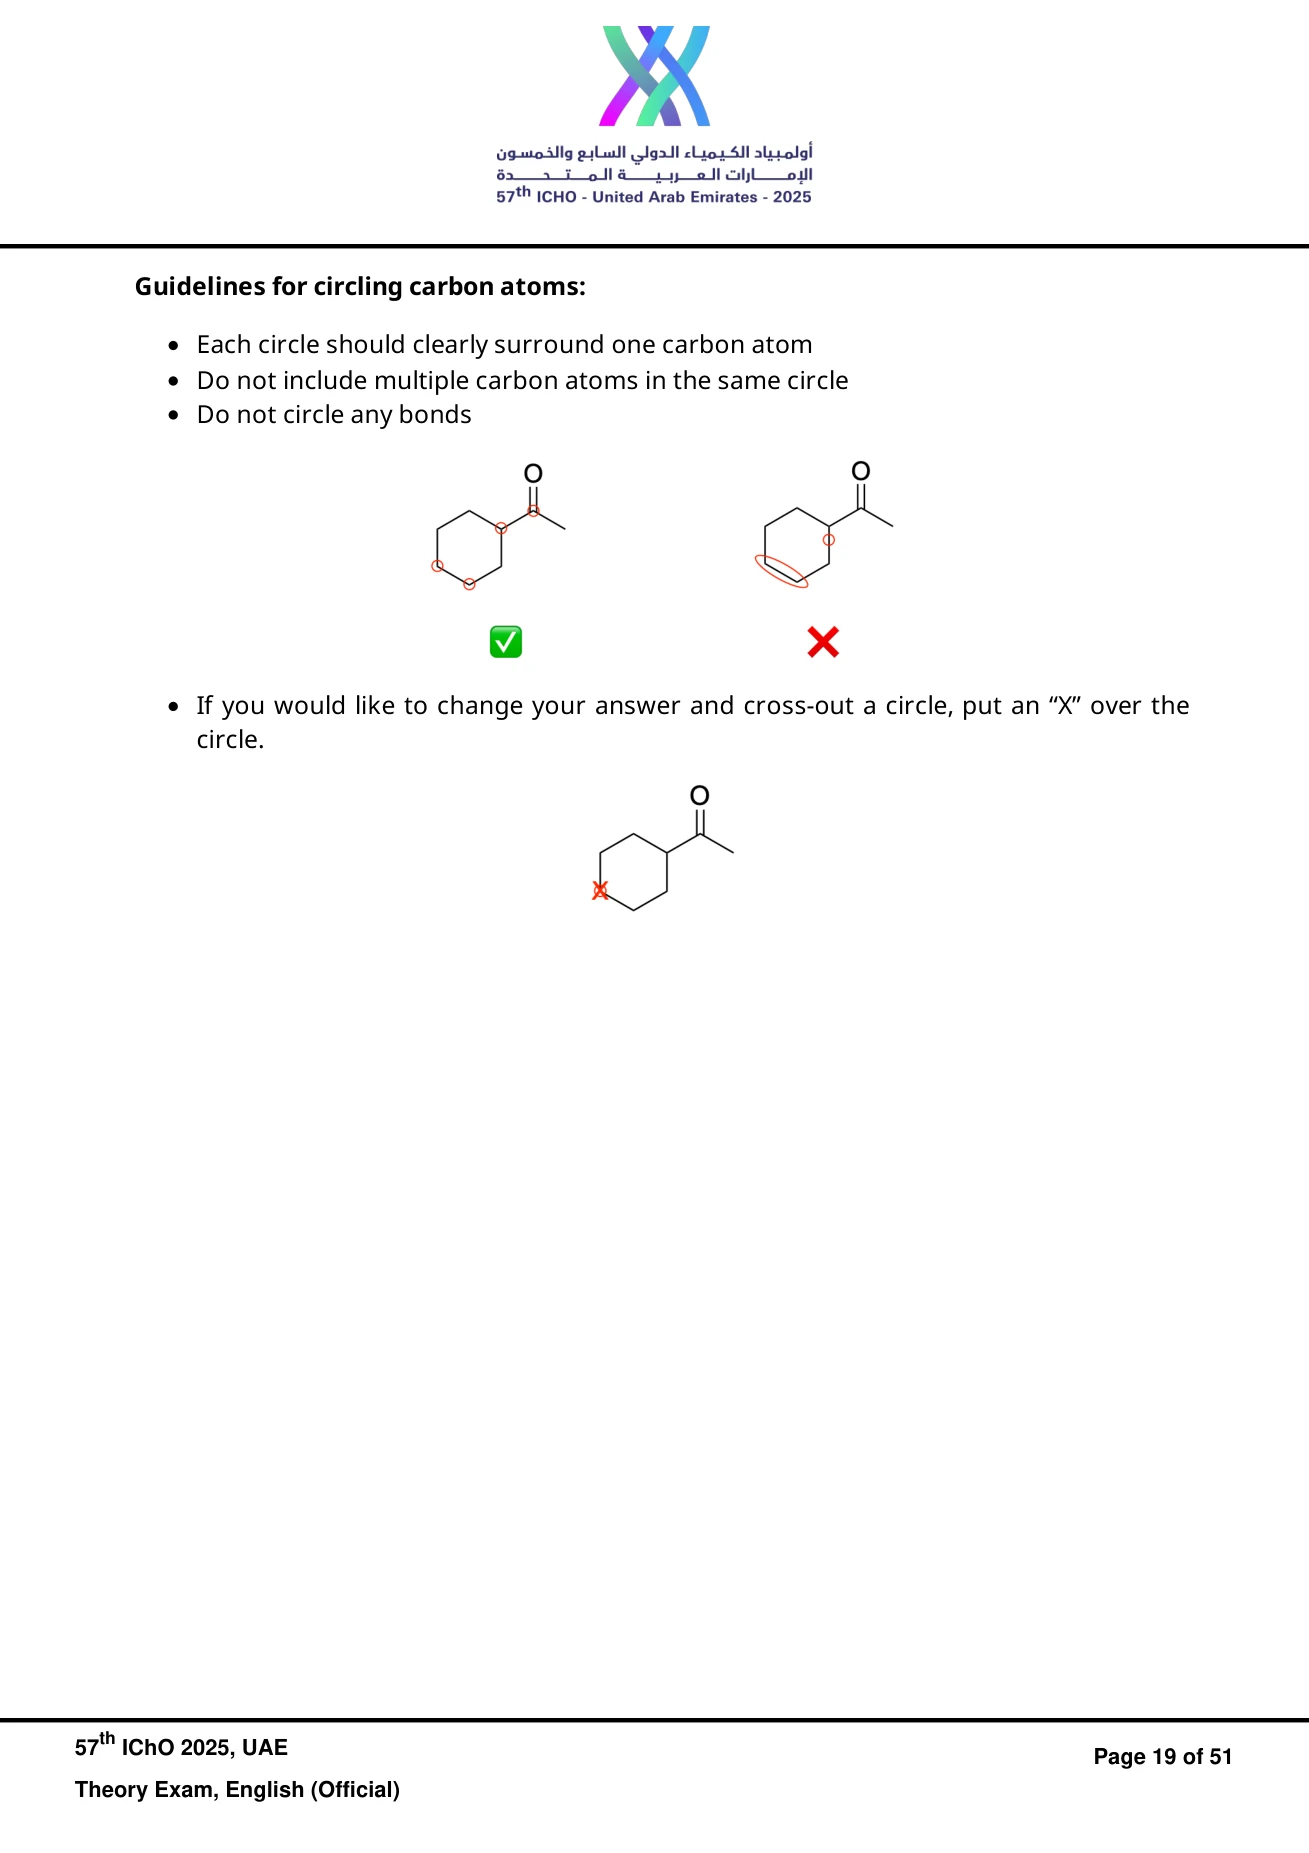 أولمبياد الكيمياء الدولي السابع والخمسون
الإمـــارات الـعـــربـيــــة الـمــتــحــدة
57th ICHO - United Arab Emirates - 2025
Guidelines for circling carbon atoms:
• Each circle should clearly surround one carbon atom
• Do not include multiple carbon atoms in the same circle
• Do not circle any bonds
O O
• If you would like to change your answer and cross-out a circle, put an “X” over the
circle.
O
X
57th IChO 2025, UAE
Page 19 of 51
Theory Exam, English (Official)